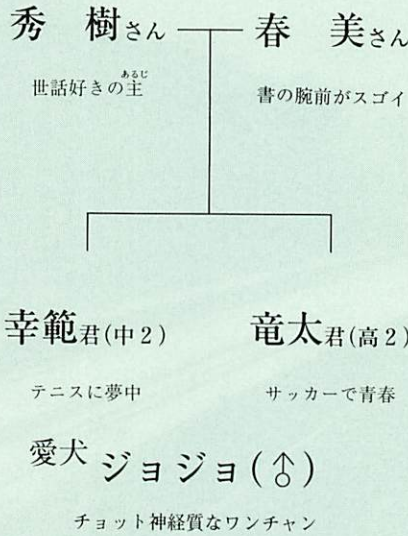 秀 樹さん 春 美さん
世話好きの主 書の腕前がスゴイ
あるじ
幸範君(中2) 竜太君(高2)
テニスに夢中 サッカーで青春
愛犬 ジョジョ(♂)
チョット神経質なワンチャン